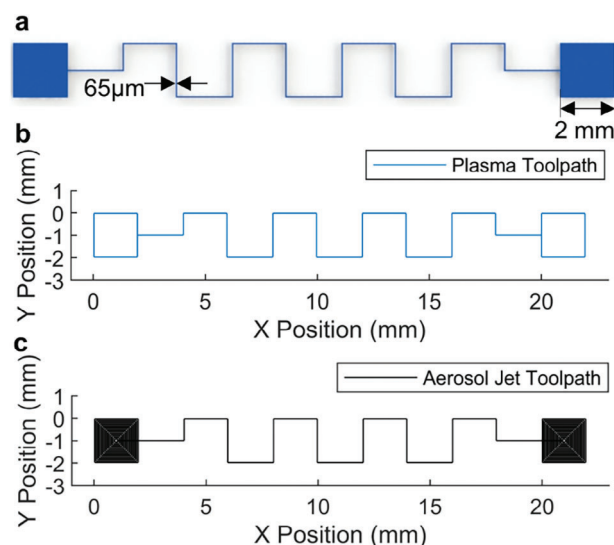 a
65µm
2 mm
b
Plasma Toolpath
1
0
-1
-2
-3
Y Position (mm)
0
5
10
15
20
X Position (mm)
c
Aerosol Jet Toolpath
1
0
-1
-2
-3
Y Position (mm)
0
5
10
15
20
X Position (mm)